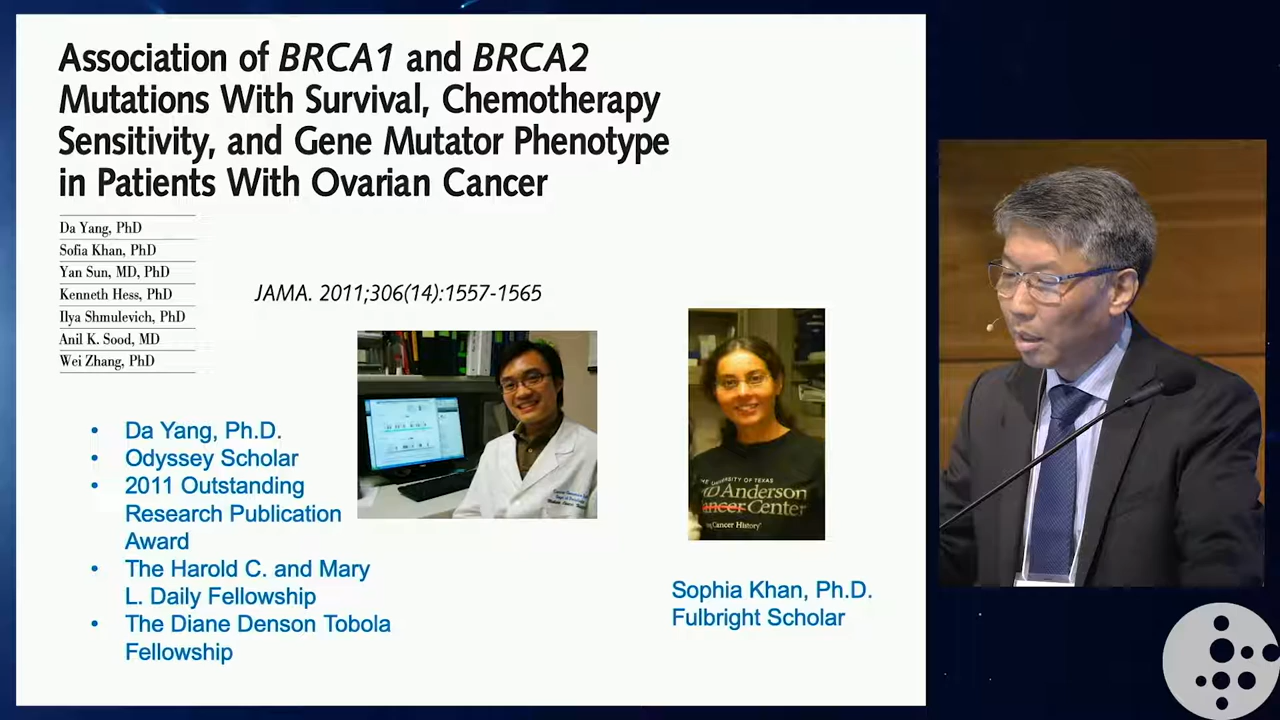 Association of BRCA1 and BRCA2
Mutations With Survival, Chemotherapy
Sensitivity, and Gene Mutator Phenotype
in Patients With Ovarian Cancer
Da Yang, PhD
Sofia Khan, PhD
Yan Sun, MD, PhD
Kenneth Hess, PhD
Ilya Shmulevich, PhD
Anil K. Sood, MD
Wei Zhang, PhD
JAMA. 2011;306(14):1557-1565
• Da Yang, Ph.D.
• Odyssey Scholar
• 2011 Outstanding
Research Publication
Award
• The Harold C. and Mary
L. Daily Fellowship
• The Diane Denson Tobola
Fellowship
UNIVERSITY OF TEXAS
Anderson
ancer Center
Cancer History
Sophia Khan, Ph.D.
Fulbright Scholar